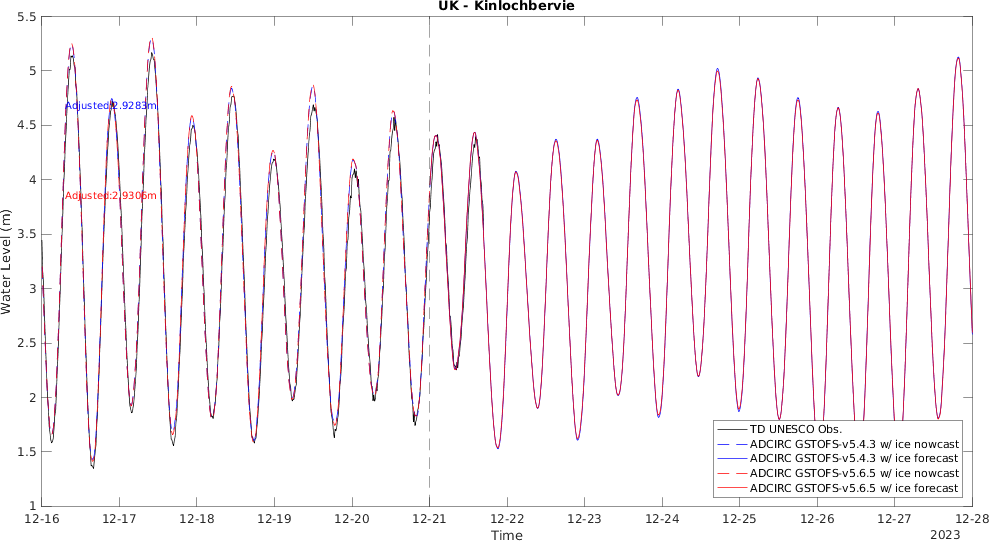 UK - Kinlochbervie
5.5
5
4.5
4
3.5
3
2.5
2
1.5
1
Water Level (m)
Adjusted:2.9283m
Adjusted:2.9306m
TD UNESCO Obs.
ADCIRC GSTOFS-v5.4.3 w/ ice nowcast
ADCIRC GSTOFS-v5.4.3 w/ ice forecast
ADCIRC GSTOFS-v5.6.5 w/ ice nowcast
ADCIRC GSTOFS-v5.6.5 w/ ice forecast
12-16 12-17 12-18 12-19 12-20 12-21 12-22 12-23 12-24 12-25 12-26 12-27 12-28
Time
2023